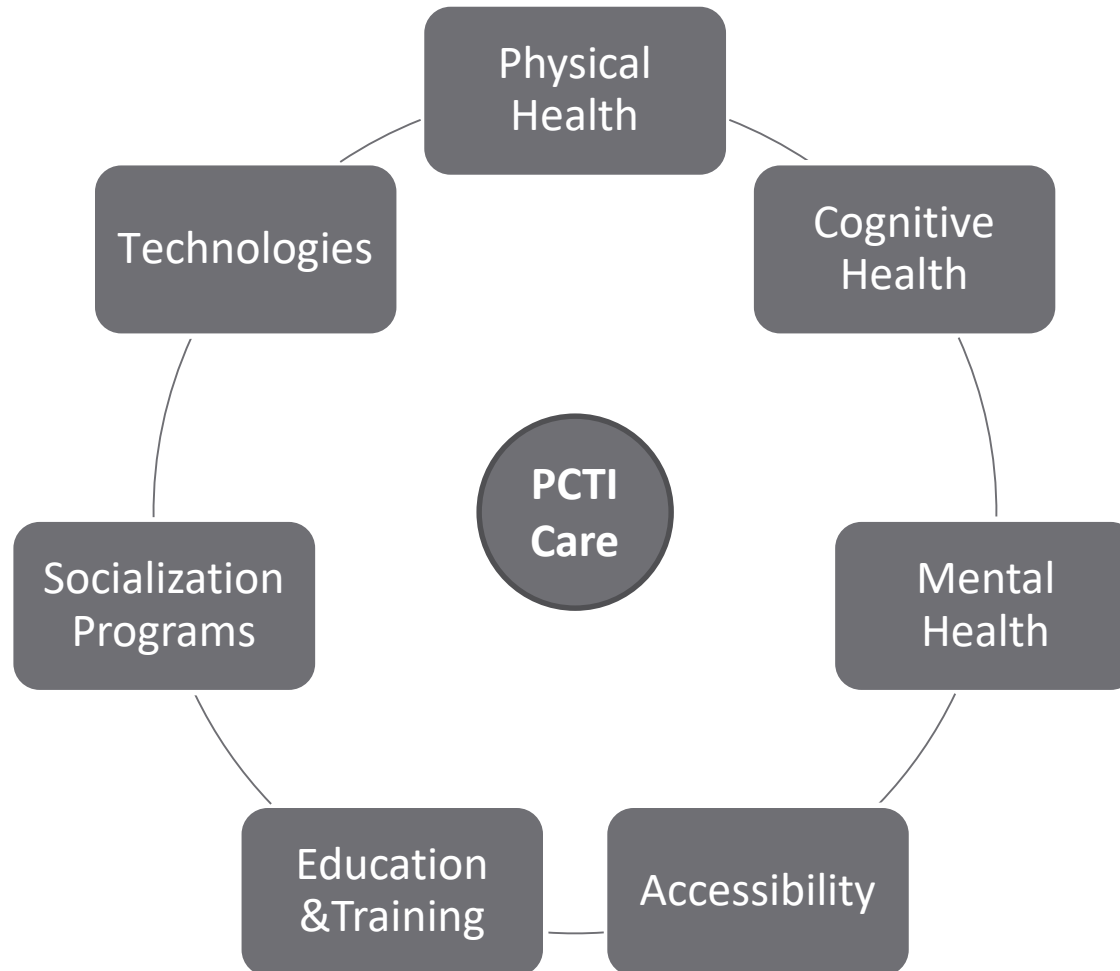 Physical
Health
Cognitive
Health
Mental
Health
Accessibility
Education
&Training
Socialization
Programs
Technologies
PCTI
Care